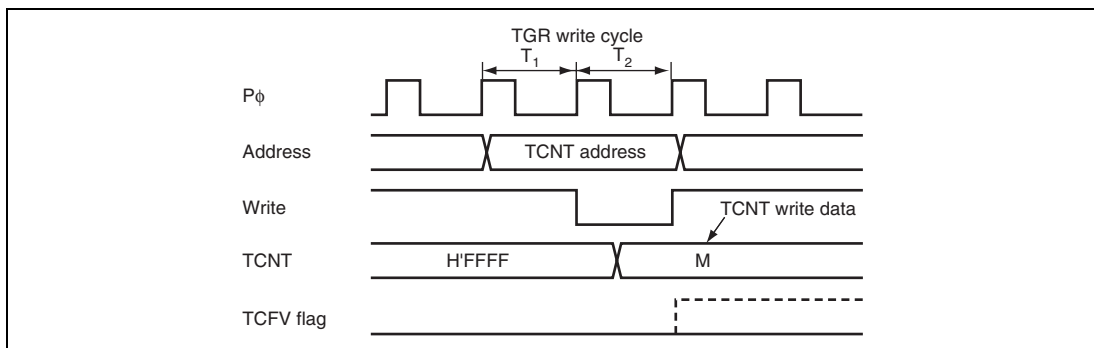 TGR write cycle
T1 T2
Pϕ
Address TCNT address
Write
TCNT write data
TCNT H'FFFF M
TCFV flag